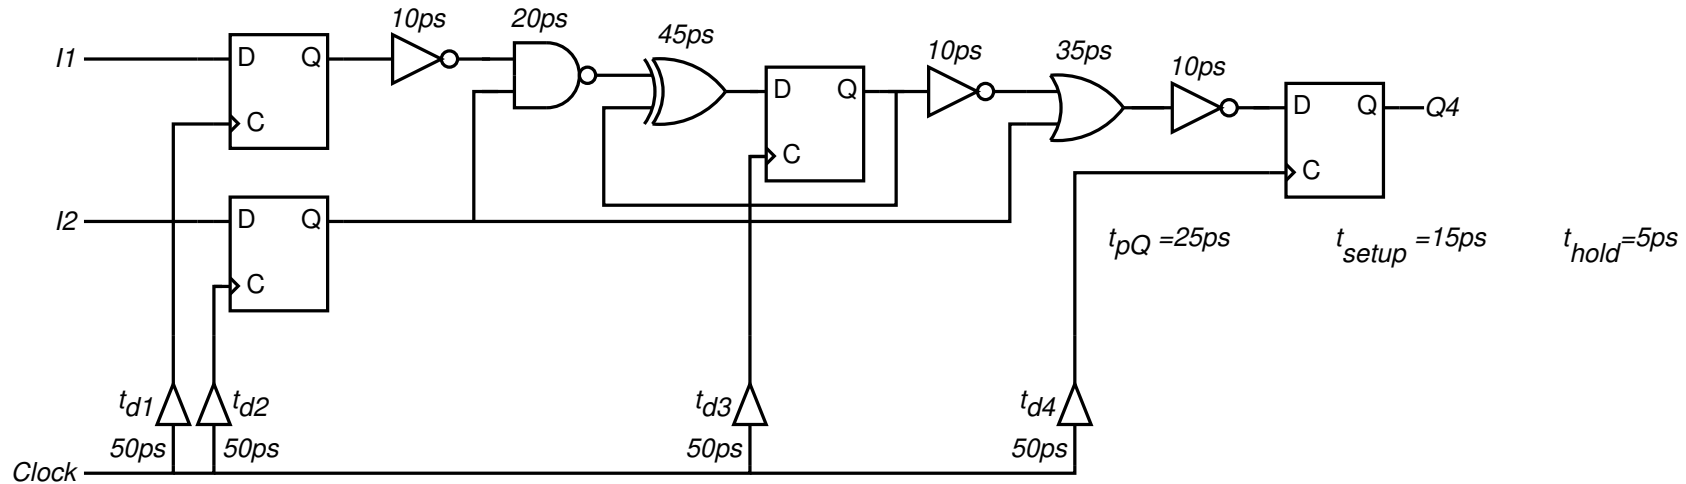 10ps
20ps
45ps
10ps
35ps
10ps
I1
D
Q
C
D
Q
C
D
Q
C
Q4
I2
D
Q
C
tpQ =25ps
tsetup =15ps
thold=5ps
td1
td2
td3
td4
50ps
50ps
50ps
50ps
Clock